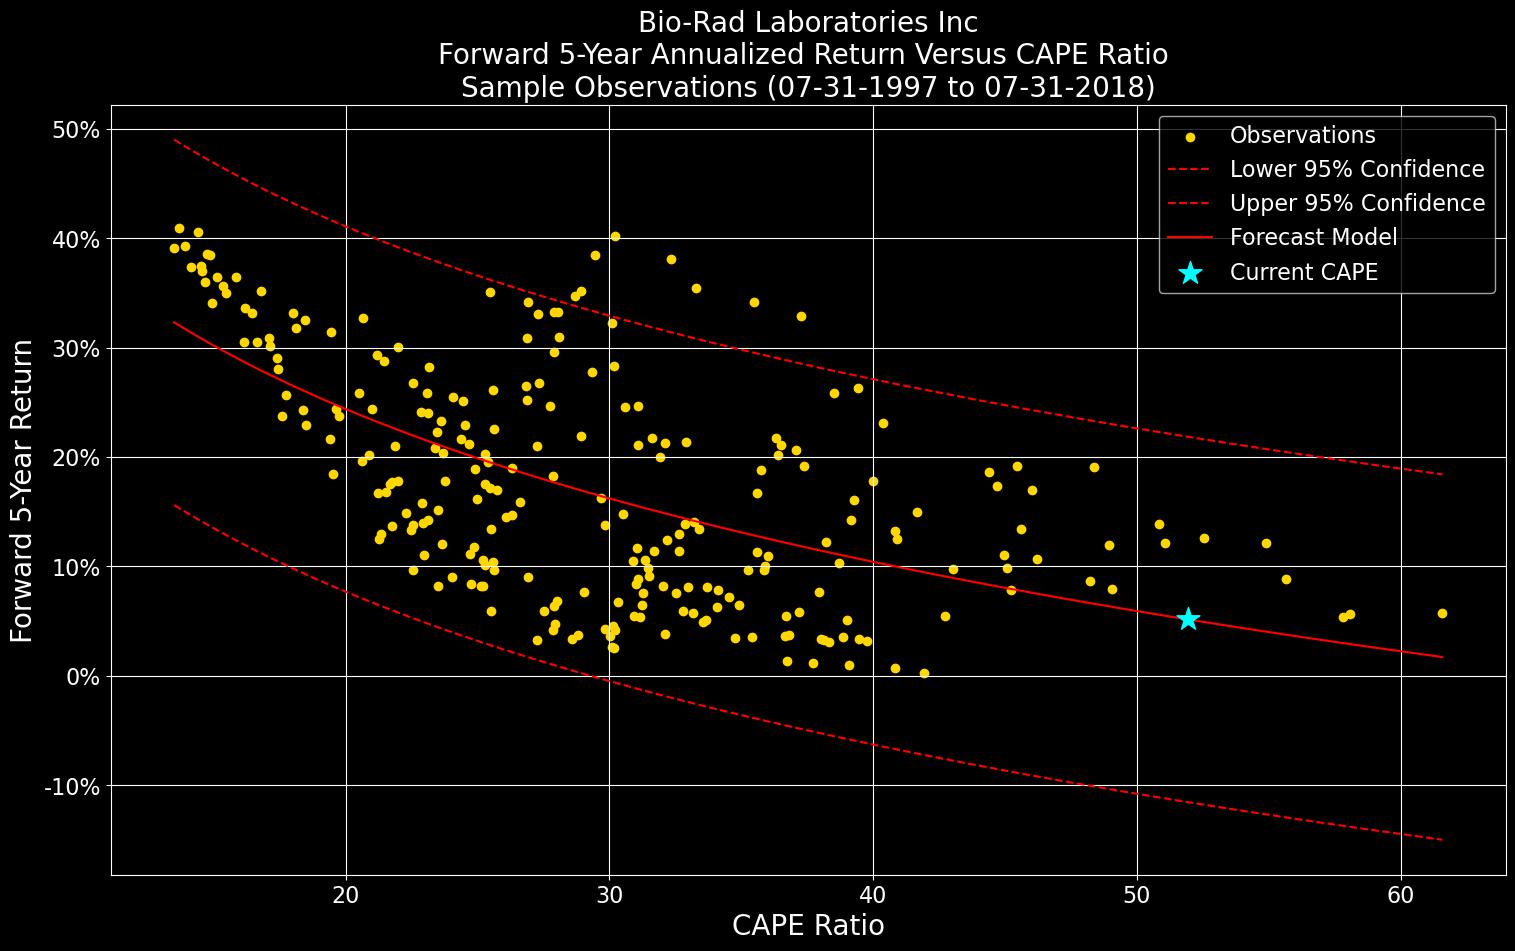 Bio-Rad Laboratories Inc
Forward 5-Year Annualized Return Versus CAPE Ratio
Sample Observations (07-31-1997 to 07-31-2018)
Observations
Lower 95% Confidence
Upper 95% Confidence
Forecast Model
Current CAPE
Forward 5-Year Return
50%
40%
30%
20%
10%
0%
-10%
20 30 40 50 60
CAPE Ratio